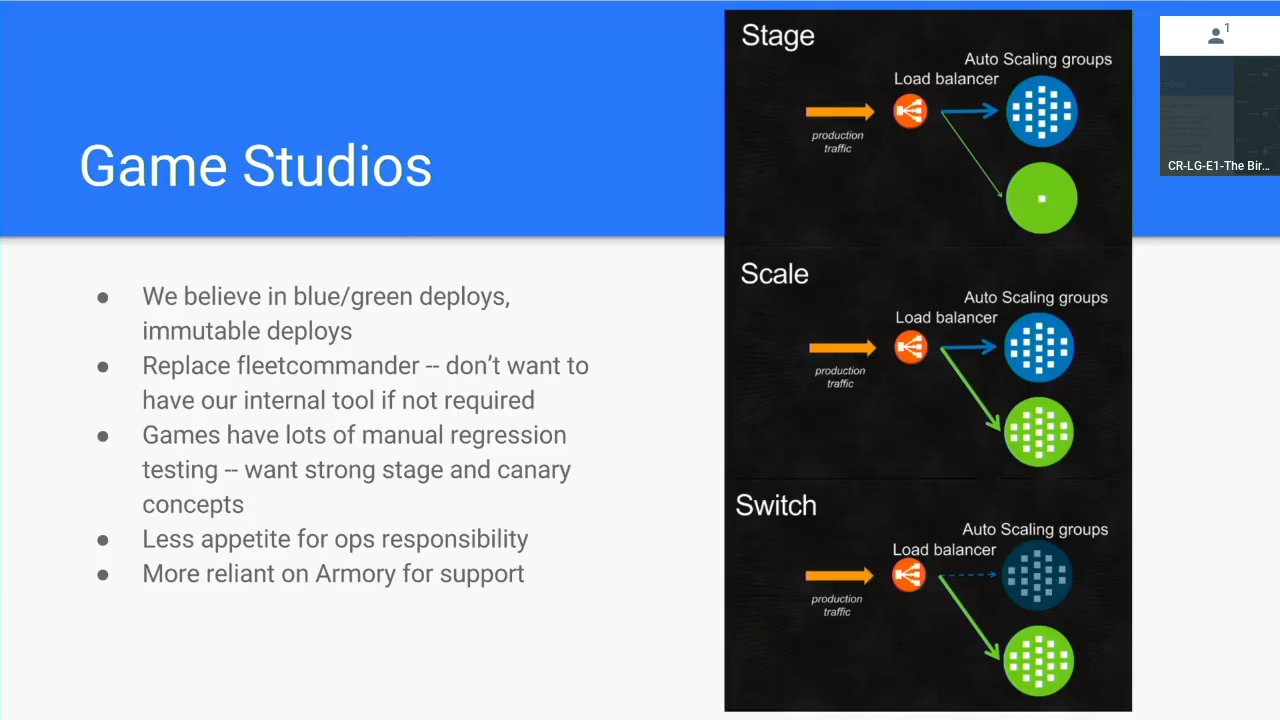 Game Studios
● We believe in blue/green deploys,
immutable deploys
● Replace fleetcommander -- don’t want to
have our internal tool if not required
● Games have lots of manual regression
testing -- want strong stage and canary
concepts
● Less appetite for ops responsibility
● More reliant on Armory for support
Stage
Auto Scaling groups
Load balancer
production
traffic
Scale
Auto Scaling groups
Load balancer
production
traffic
Switch
Auto Scaling groups
Load balancer
production
traffic
1
CR-LG-E1-The Bir...